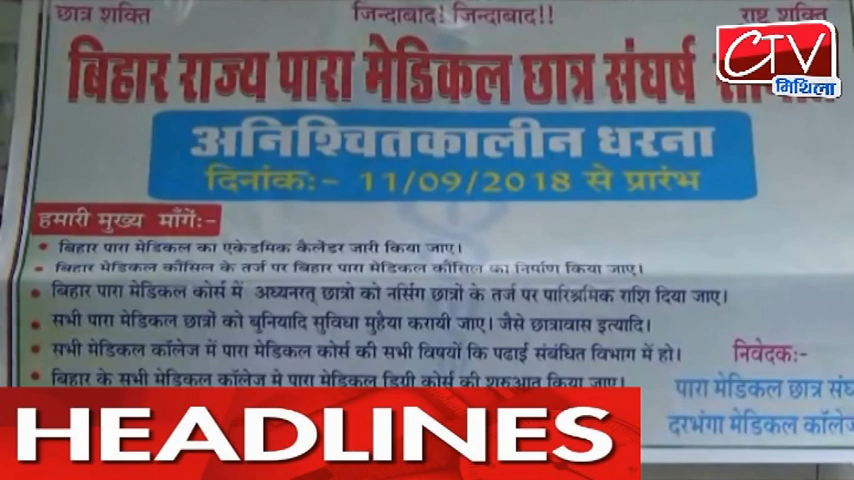 छात्र शक्ति जिन्दाबाद! जिन्दाबाद!! राष्ट्र शक्ति
CTV
मिथिला
बिहार राज्य पारा मेडिकल छात्र संघर्ष
अनिश्चितकालीन धरना
दिनांकः- 11/09/2018 से प्रारंभ
हमारी मुख्य माँगेंः-
• बिहार पारा मेडिकल का एकेडमिक कैलेंडर जारी किया जाए।
• बिहार मेडिकल कौंसिल के तर्ज पर बिहार पारा मेडिकल कौंसिल का निर्माण किया जाए।
• बिहार पारा मेडिकल कोर्स में अध्यनरत् छात्रो को नर्सिंग छात्रों के तर्ज पर पारिश्रमिक राशि दिया जाए।
• सभी पारा मेडिकल छात्रों को बुनियादि सुविधा मुहैया करायी जाए। जैसे छात्रावास इत्यादी।
• सभी मेडिकल कॉलेज में पारा मेडिकल कोर्स की सभी विषयों कि पढाई संबंधित विभाग में हो।
• बिहार के सभी मेडिकल कॉलेज मे पारा मेडिकल डिग्री कोर्स की शुरुआत किया जाए।
निवेदकः-
पारा मेडिकल छात्र संघ
दरभंगा मेडिकल कॉलेज
HEADLINES